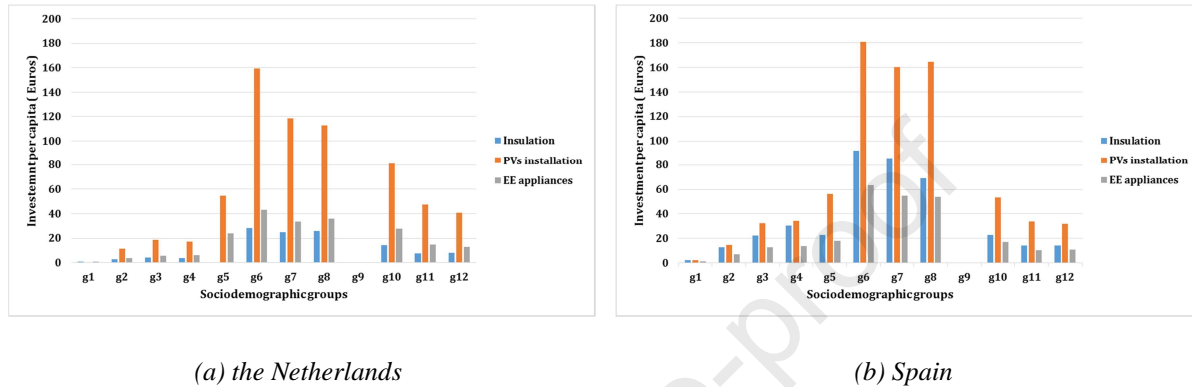 200
180
160
140
120
100
80
60
40
20
0
Investemntper capita ( Euros)
g1 g2 g3 g4 g5 g6 g7 g8 g9 g10 g11 g12
Sociodemographicgroups
Insulation
PVs installation
EE appliances
(a) the Netherlands
200
180
160
140
120
100
80
60
40
20
0
Investmentper capita ( Euros)
g1 g2 g3 g4 g5 g6 g7 g8 g9 g10 g11 g12
Sociodemographicgroups
Insulation
PVs installation
EE appliances
(b) Spain
-proof